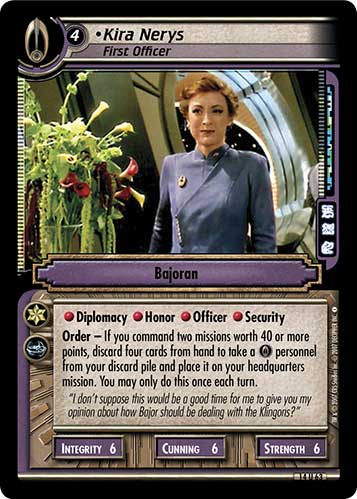 4
•Kira Nerys
First Officer
Bajoran
• Diplomacy • Honor • Officer • Security
Order – If you command two missions worth 40 or more
points, discard four cards from hand to take a personnel
from your discard pile and place it on your headquarters
mission. You may only do this once each turn.
"I don't suppose this would be a good time for me to give you my
opinion about how Bajor should be dealing with the Klingons?"
INTEGRITY 6 CUNNING 6 STRENGTH 6
14 U 63